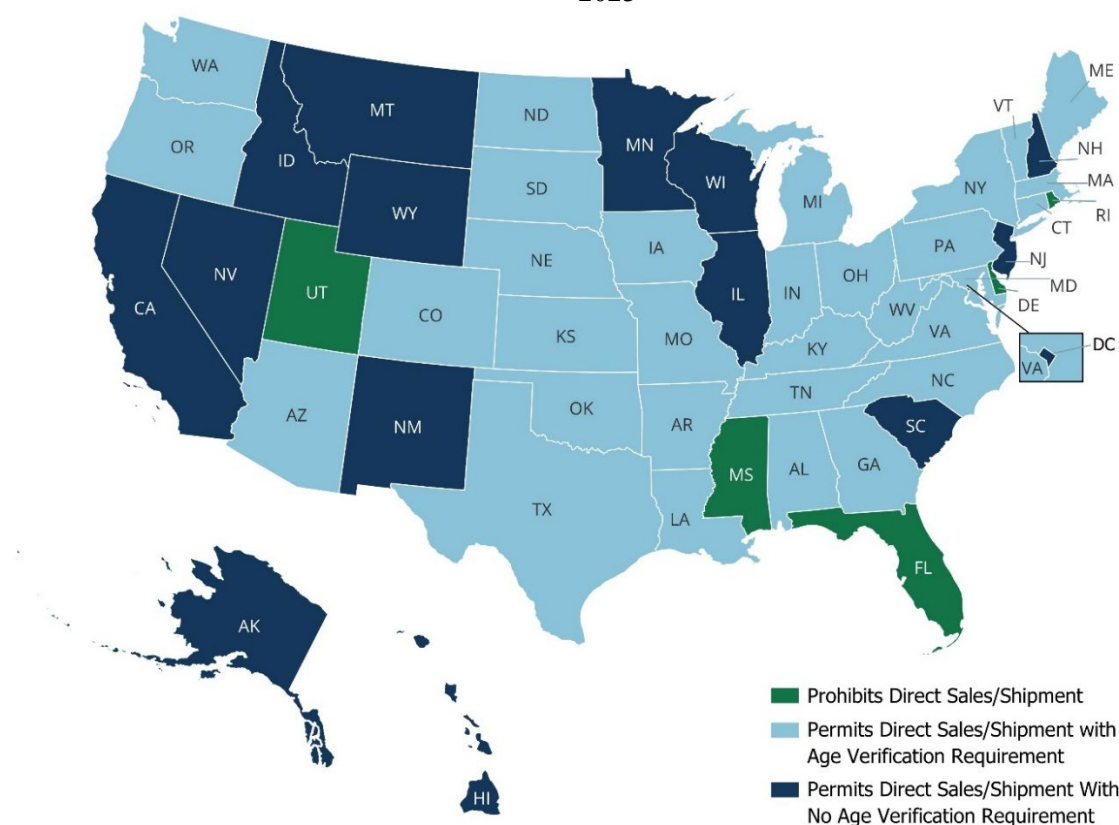 2023
WA
MT
ND
MN
ME
VT
OR
ID
SD
WI
MI
NY
NH
MA
RI
CT
WY
IA
PA
NJ
NE
MD
DE
NV
UT
CO
IL
IN
OH
WV
VA
DC
VA
CA
KS
MO
KY
NC
TN
AZ
NM
OK
AR
SC
MS
AL
GA
TX
LA
FL
AK
HI
Prohibits Direct Sales/Shipment
Permits Direct Sales/Shipment with
Age Verification Requirement
Permits Direct Sales/Shipment With
No Age Verification Requirement